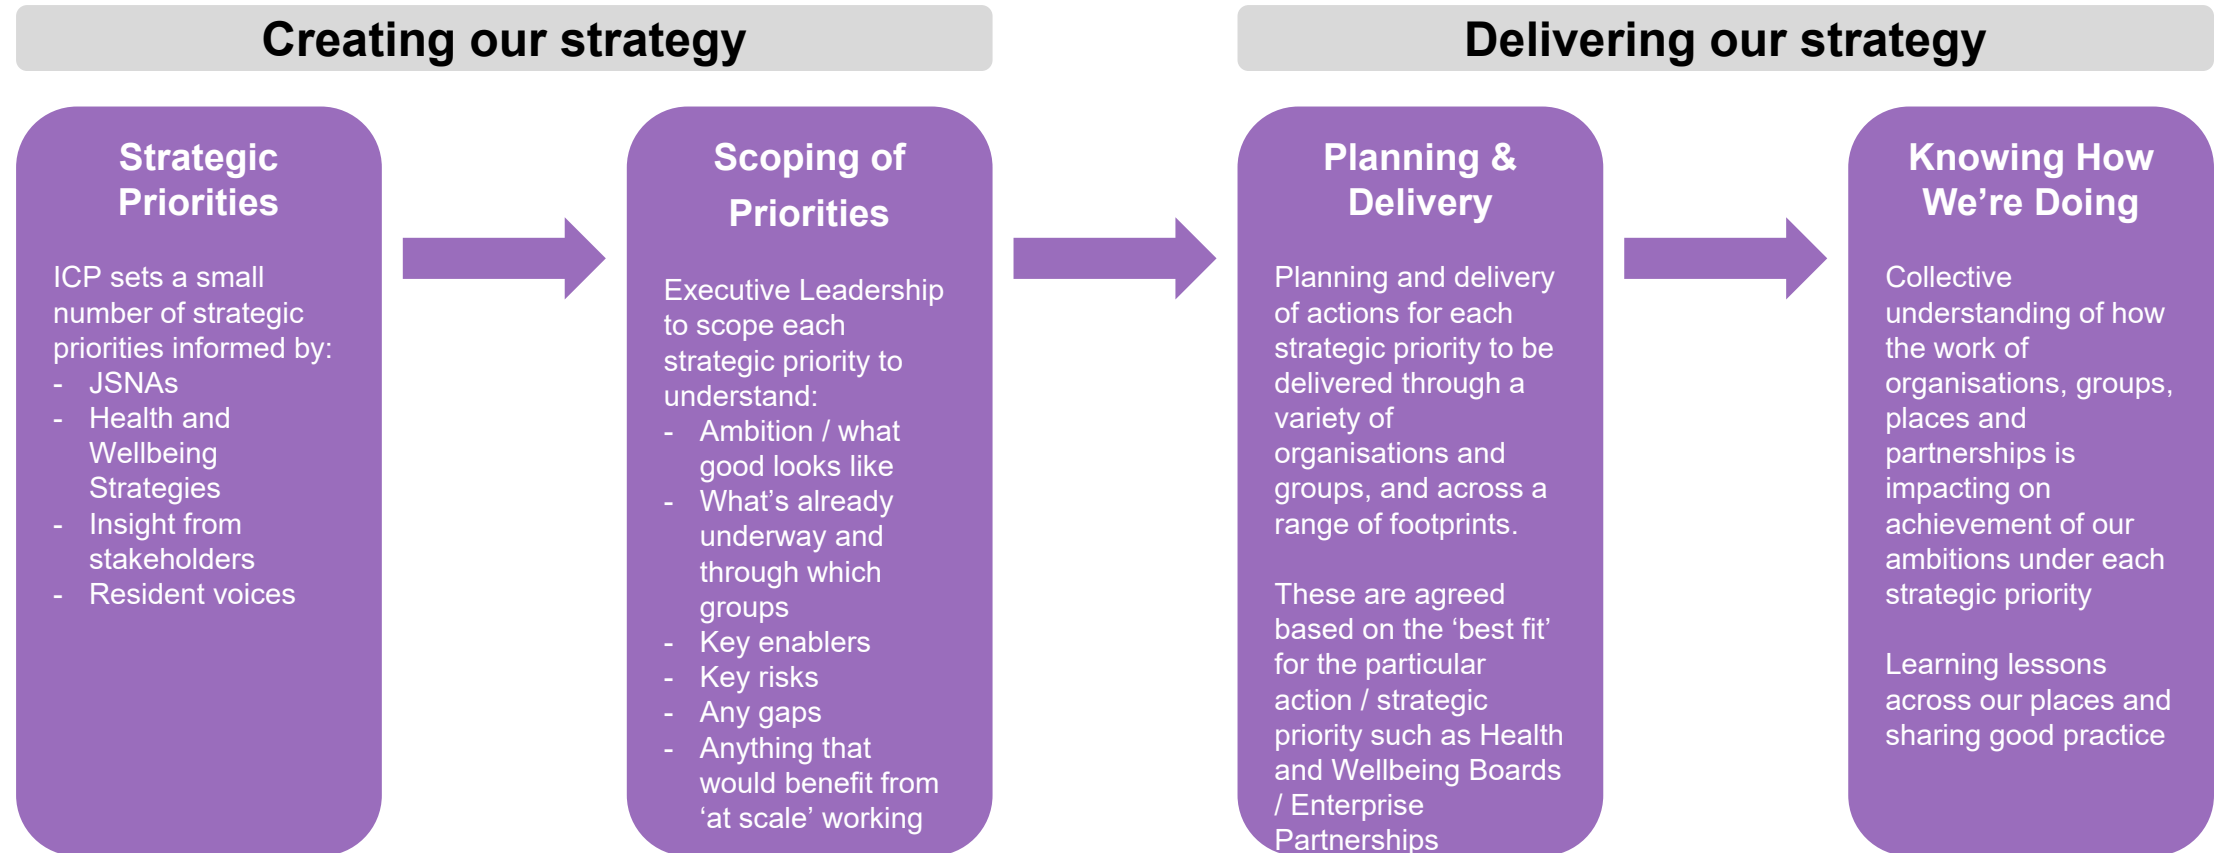 Creating our strategy
Delivering our strategy
Strategic
Priorities
ICP sets a small
number of strategic
priorities informed by:
- JSNAs
- Health and
Wellbeing
Strategies
- Insight from
stakeholders
- Resident voices
Scoping of
Priorities
Executive Leadership
to scope each
strategic priority to
understand:
- Ambition / what
good looks like
- What’s already
underway and
through which
groups
- Key enablers
- Key risks
- Any gaps
- Anything that
would benefit from
‘at scale’ working
Planning &
Delivery
Planning and delivery
of actions for each
strategic priority to be
delivered through a
variety of
organisations and
groups, and across a
range of footprints.
These are agreed
based on the ‘best fit’
for the particular
action / strategic
priority such as Health
and Wellbeing Boards
/ Enterprise
Partnerships
Knowing How
We’re Doing
Collective
understanding of how
the work of
organisations, groups,
places and
partnerships is
impacting on
achievement of our
ambitions under each
strategic priority
Learning lessons
across our places and
sharing good practice